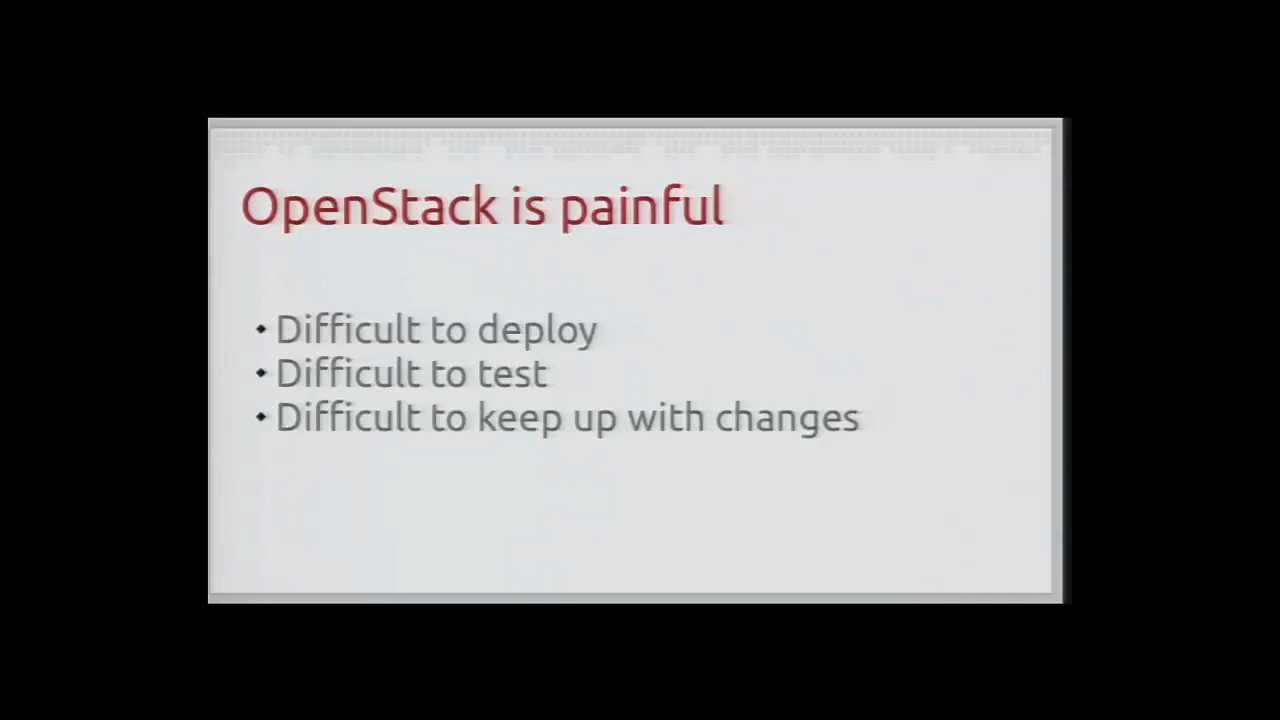 OpenStack is painful
• Difficult to deploy
• Difficult to test
• Difficult to keep up with changes